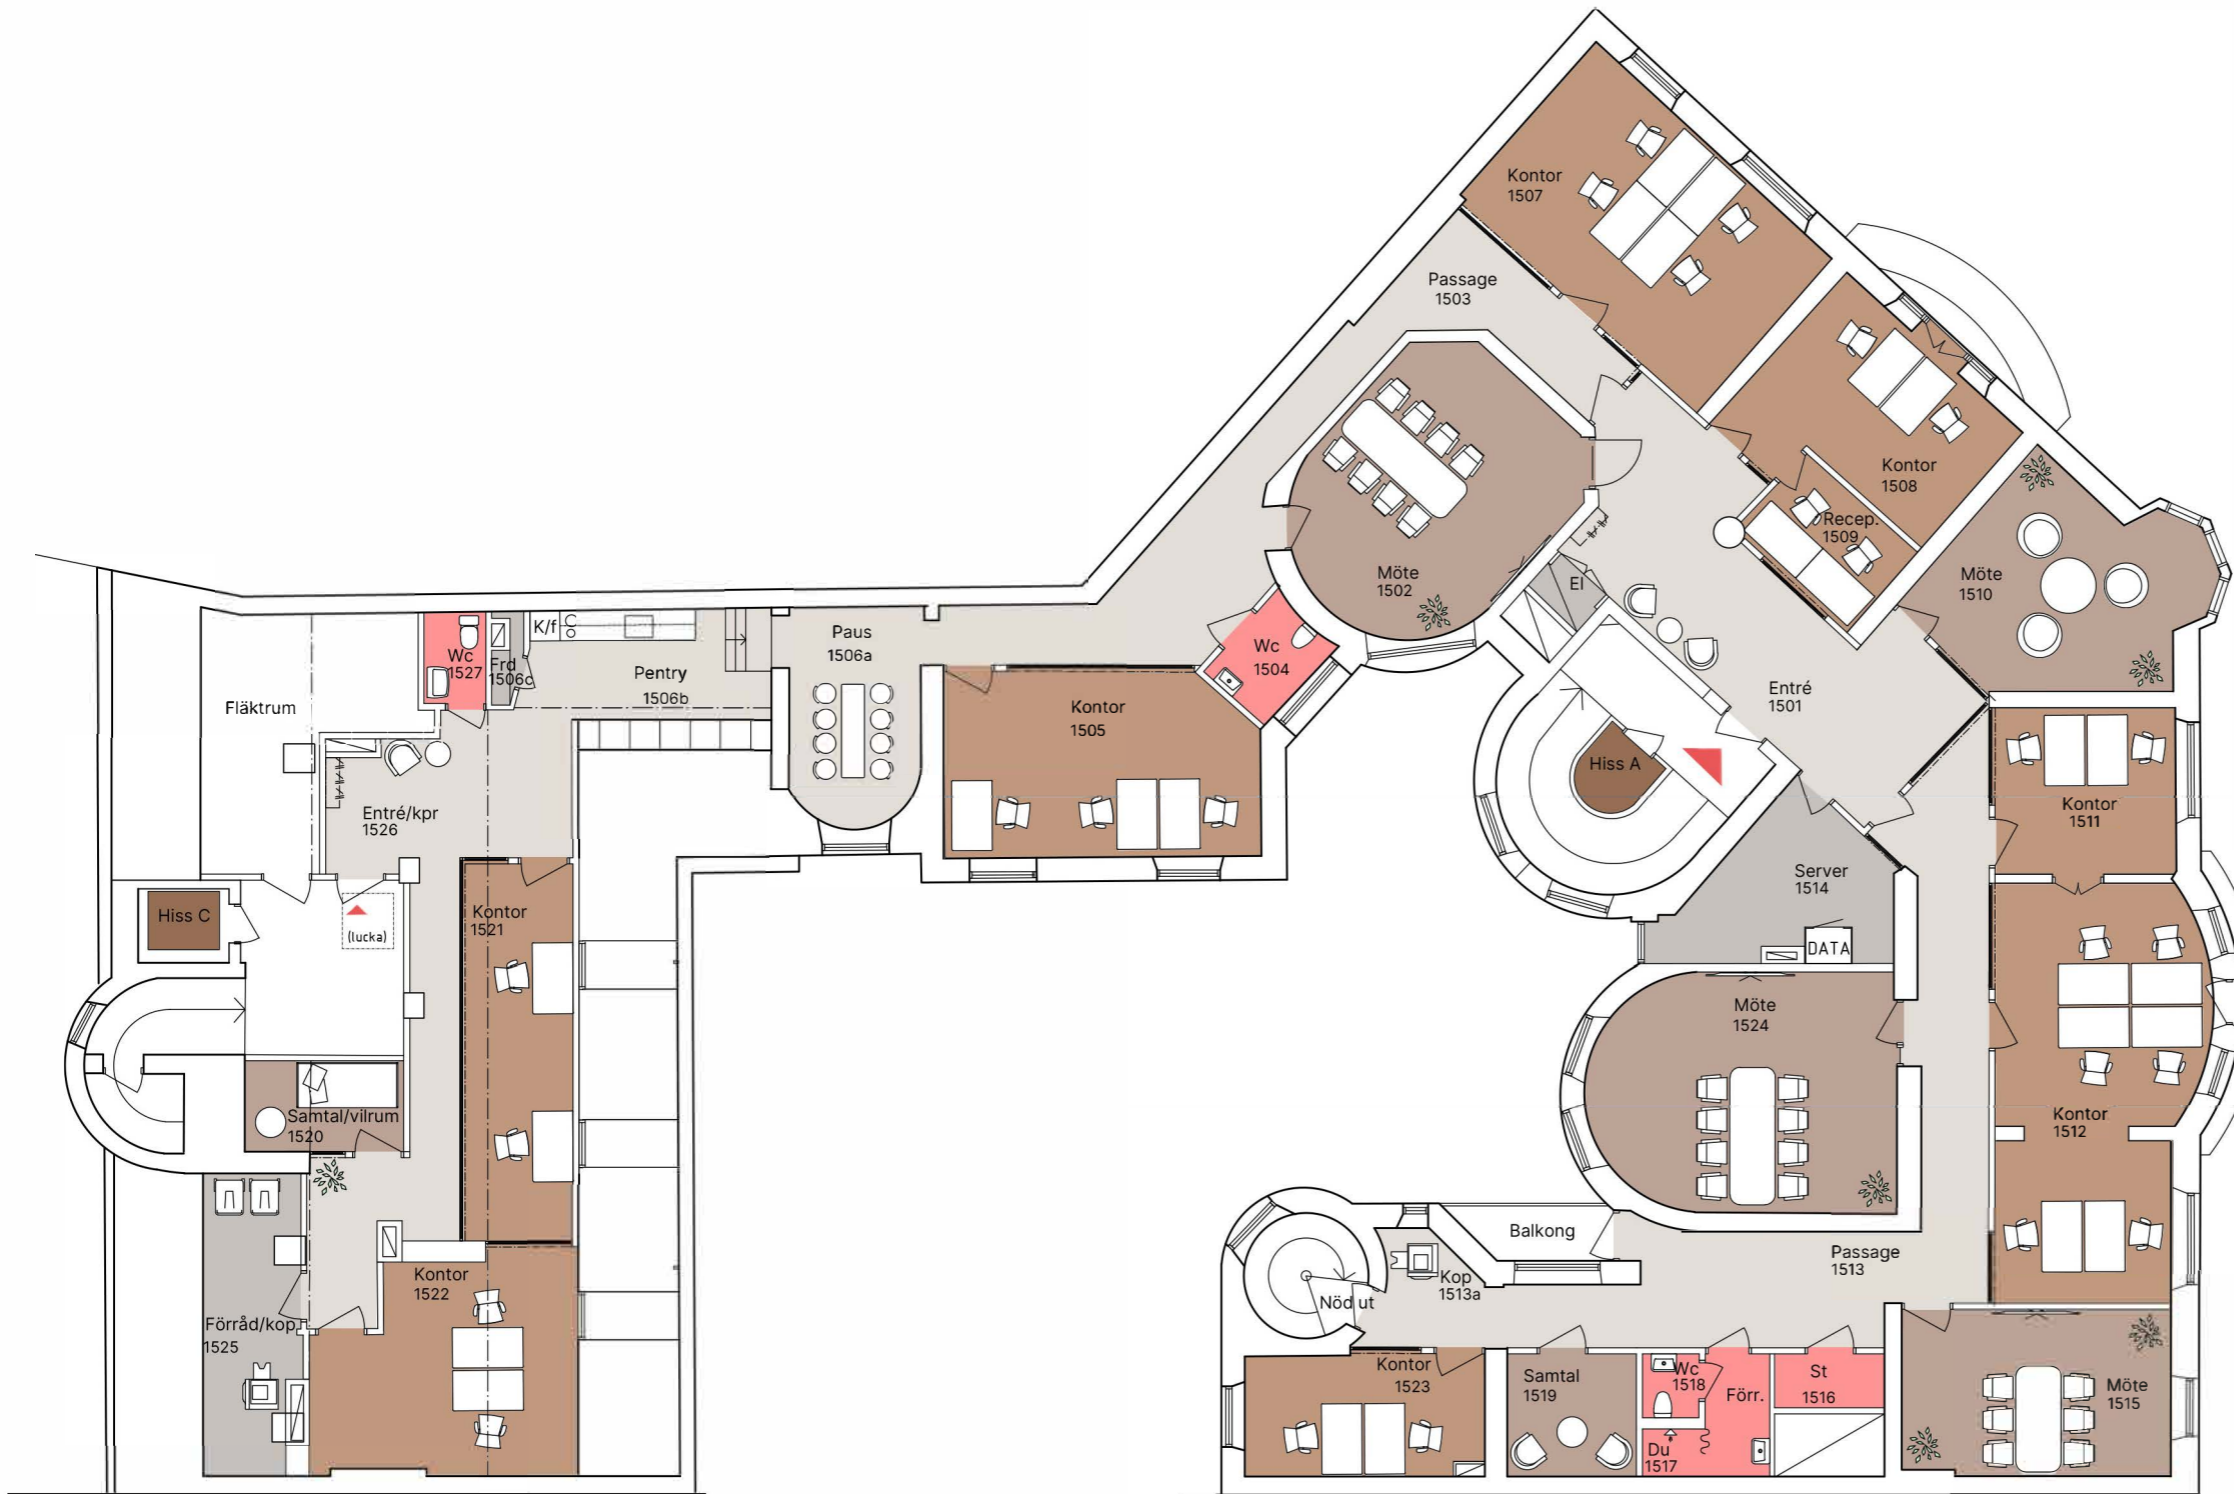 Kontor
1507
Passage
1503
Kontor
1508
Recep.
1509
Möte
1510
Möte
1502
El
Wc
1504
Paus
1506a
K/f
Wc
1527
Frd
1506c
Pentry
1506b
Fläktrum
Kontor
1505
Entré
1501
Hiss A
Entré/kpr
1526
Kontor
1511
Server
1514
DATA
Hiss C
(lucka)
Kontor
1521
Möte
1524
Samtal/vilrum
1520
Kontor
1512
Balkong
Passage
1513
Kop
1513a
Nöd ut
Kontor
1522
Förråd/kop
1525
Kontor
1523
Samtal
1519
Wc
1518
Förr.
St
1516
Möte
1515
Du
1517